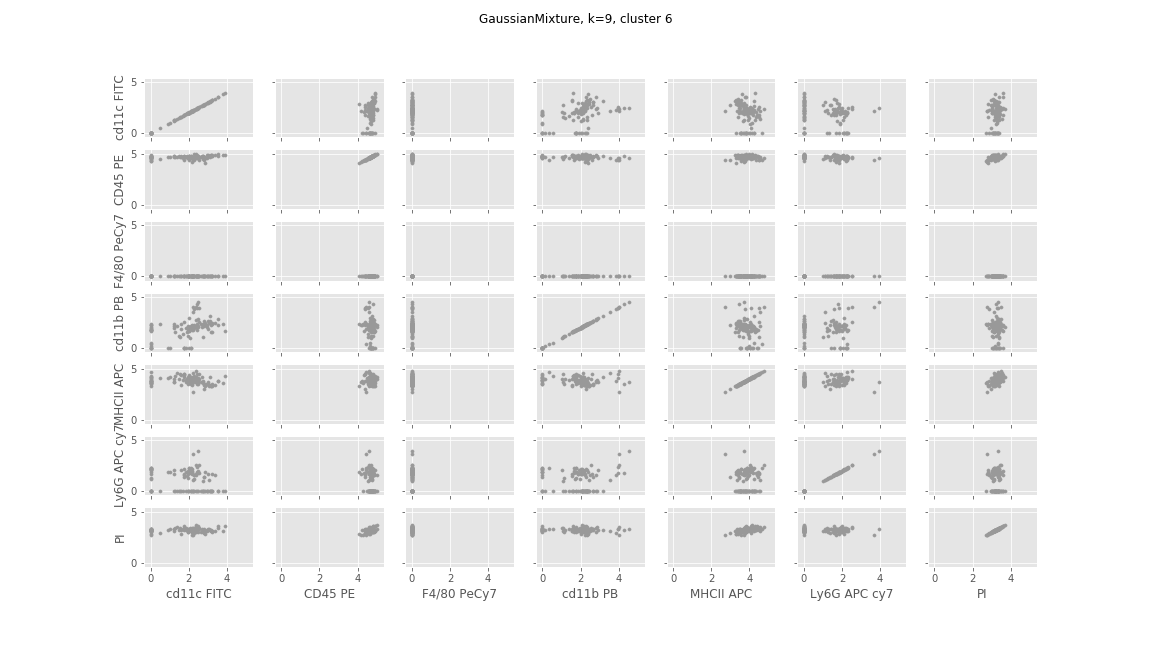 GaussianMixture, k=9, cluster 6
cd11c FITC
5
0
CD45 PE
5
0
F4/80 PeCy7
5
0
cd11b PB
5
0
MHCII APC
5
0
Ly6G APC cy7
5
0
PI
5
0
0 2 4 0 2 4 0 2 4 0 2 4 0 2 4 0 2 4 0 2 4
cd11c FITC CD45 PE F4/80 PeCy7 cd11b PB MHCII APC Ly6G APC cy7 PI